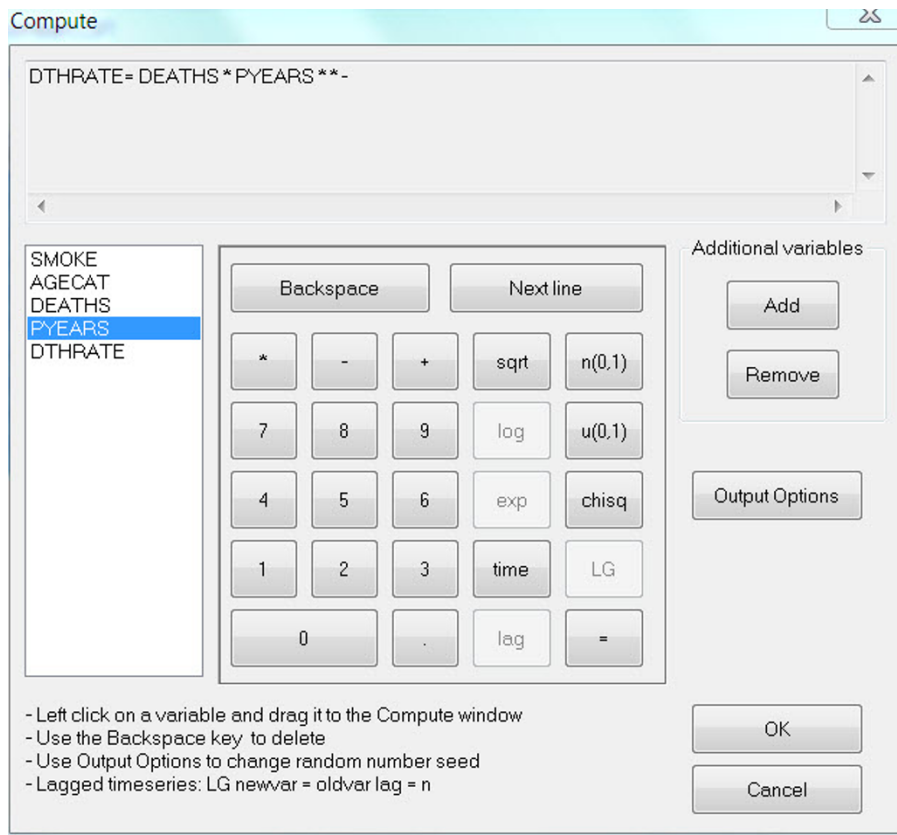 Compute
DTHRATE= DEATHS * PYEARS * * -
SMOKE
AGECAT
DEATHS
PYEARS
DTHRATE
Backspace
Next line
* - + sqrt n(0,1)
7 8 9 log u(0,1)
4 5 6 exp chisq
1 2 3 time LG
0 . lag =
Additional variables
Add
Remove
Output Options
- Left click on a variable and drag it to the Compute window
- Use the Backspace key to delete
- Use Output Options to change random number seed
- Lagged timeseries: LG newvar = oldvar lag = n
OK
Cancel